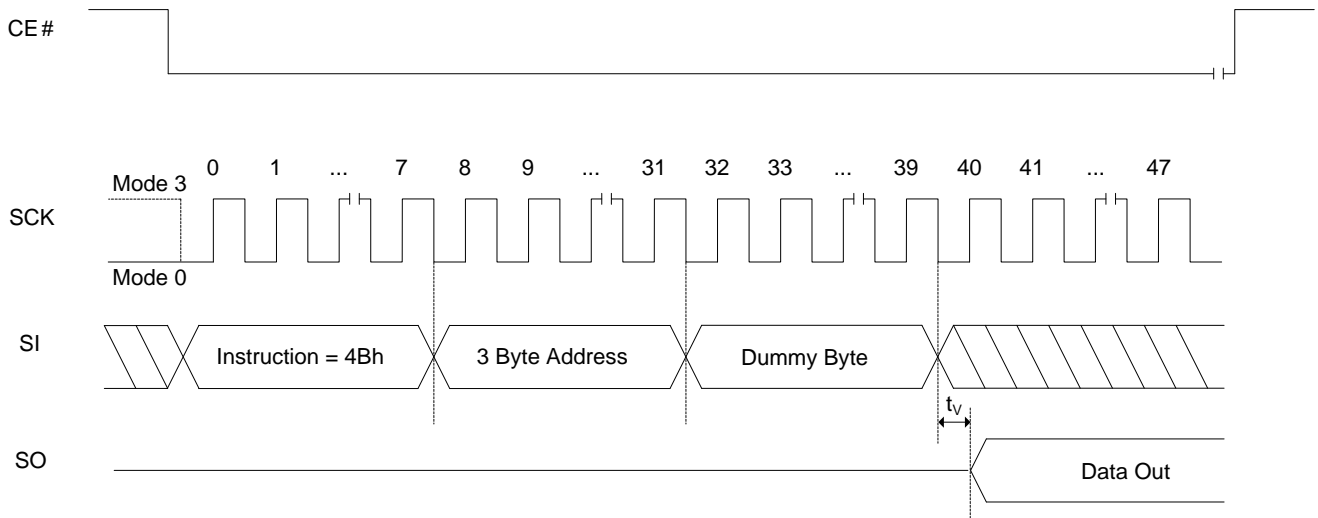 CE #
0 1 ... 7 8 9 ... 31 32 33 ... 39 40 41 ... 47
Mode 3
SCK
Mode 0
SI
Instruction = 4Bh
3 Byte Address
Dummy Byte
tV
SO
Data Out